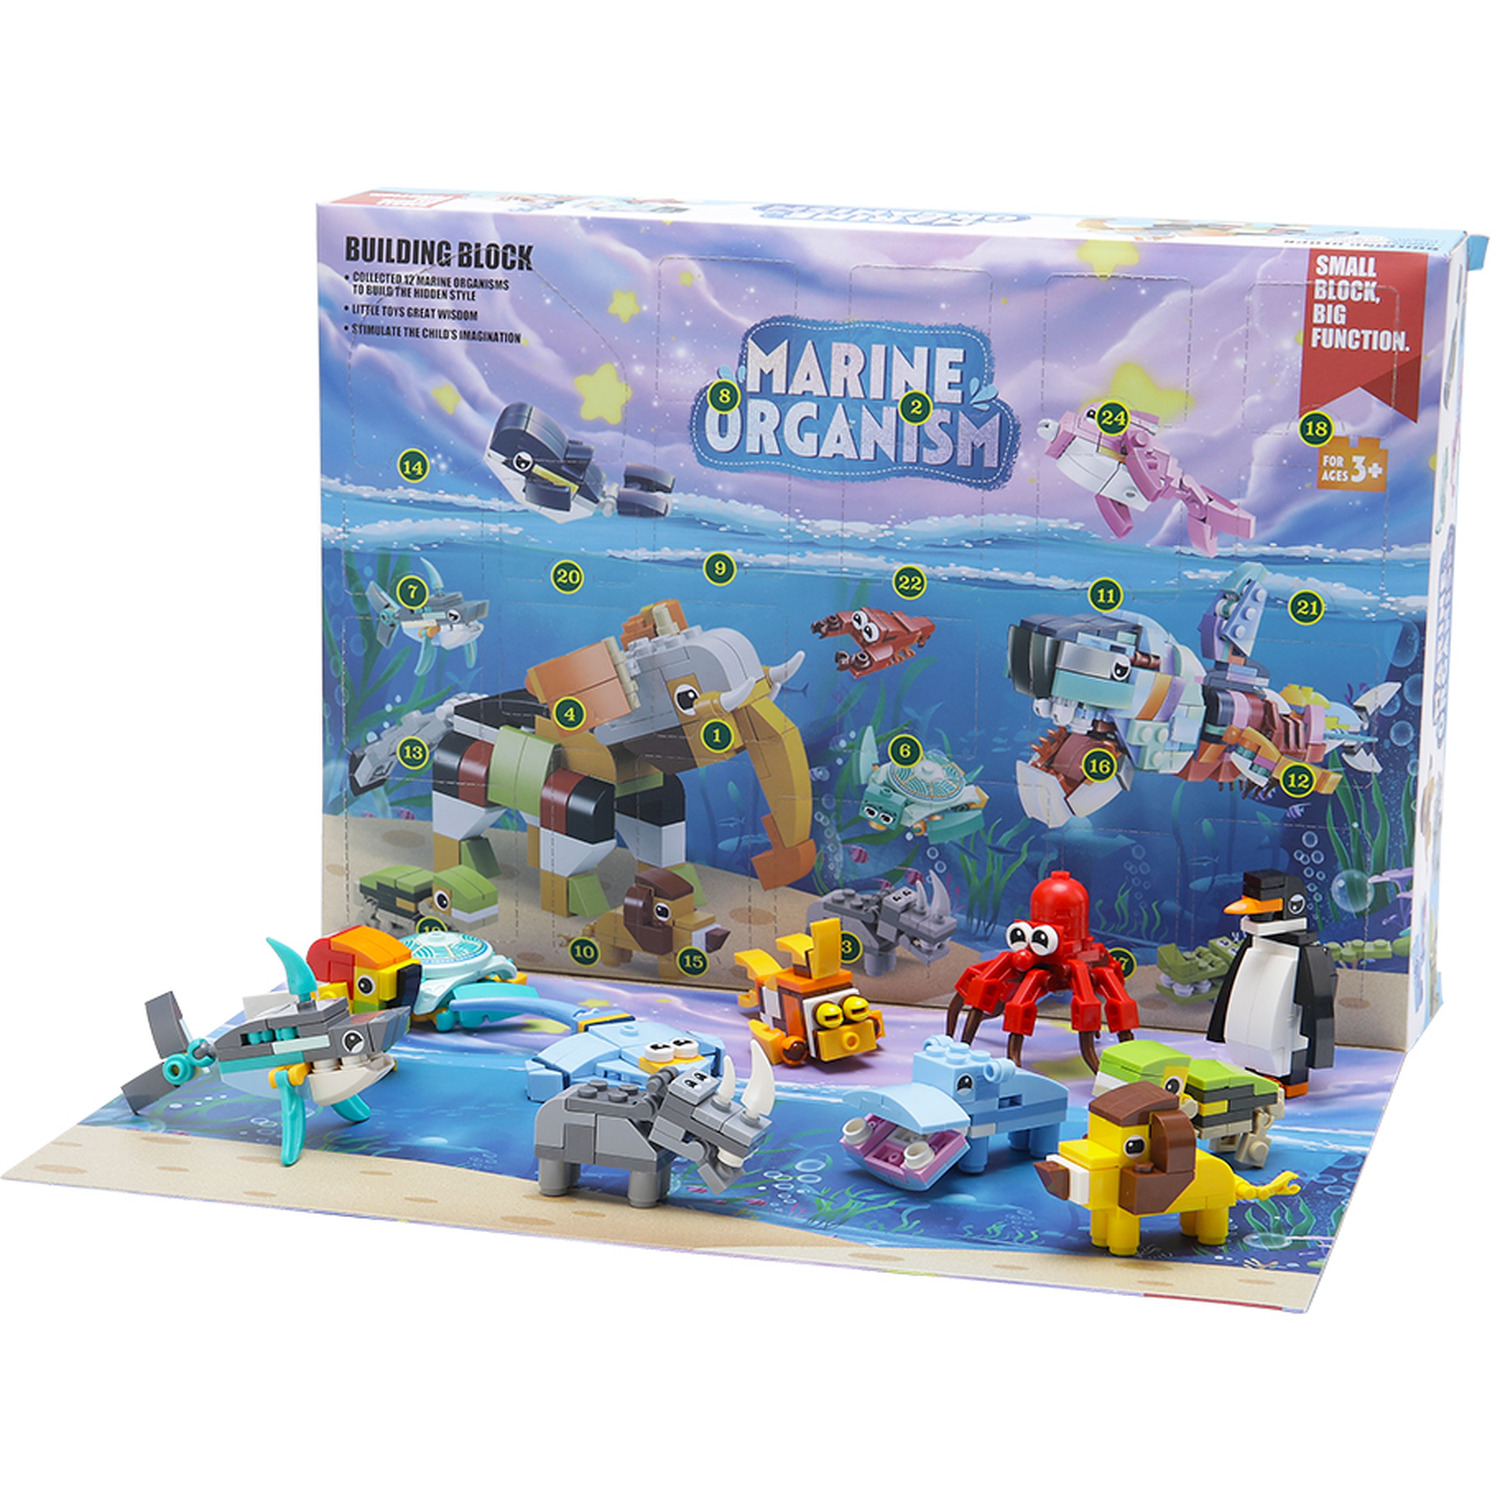 BUILDING BLOCK
• COLLECTED 12 MARINE ORGANISMS
TO BUILD THE HIDDEN STYLE
• LITTLE TOYS GREAT WISDOM
• STIMULATE THE CHILD'S IMAGINATION
SMALL
BLOCK,
BIG
FUNCTION.
MARINE
ORGANISM
8
2
24
18
FOR
AGES 3+
14
7
20
9
22
11
21
4
1
13
6
16
12
10
15
3